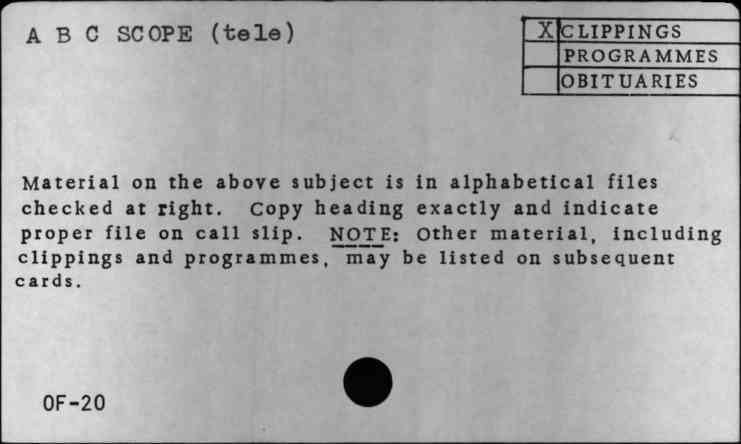 A B C SCOPE (tele)
X CLIPPINGS
PROGRAMMES
OBITUARIES
Material on the above subject is in alphabetical files
checked at right. Copy heading exactly and indicate
proper file on call slip. NOTE: Other material, including
clippings and programmes, may be listed on subsequent
cards.
OF-20